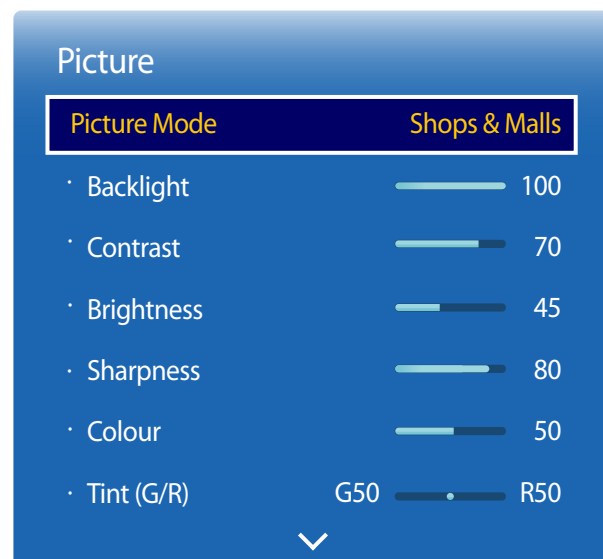 Picture
Picture Mode Shops & Malls
· Backlight 100
· Contrast 70
· Brightness 45
· Sharpness 80
· Colour 50
· Tint (G/R) G50 R50